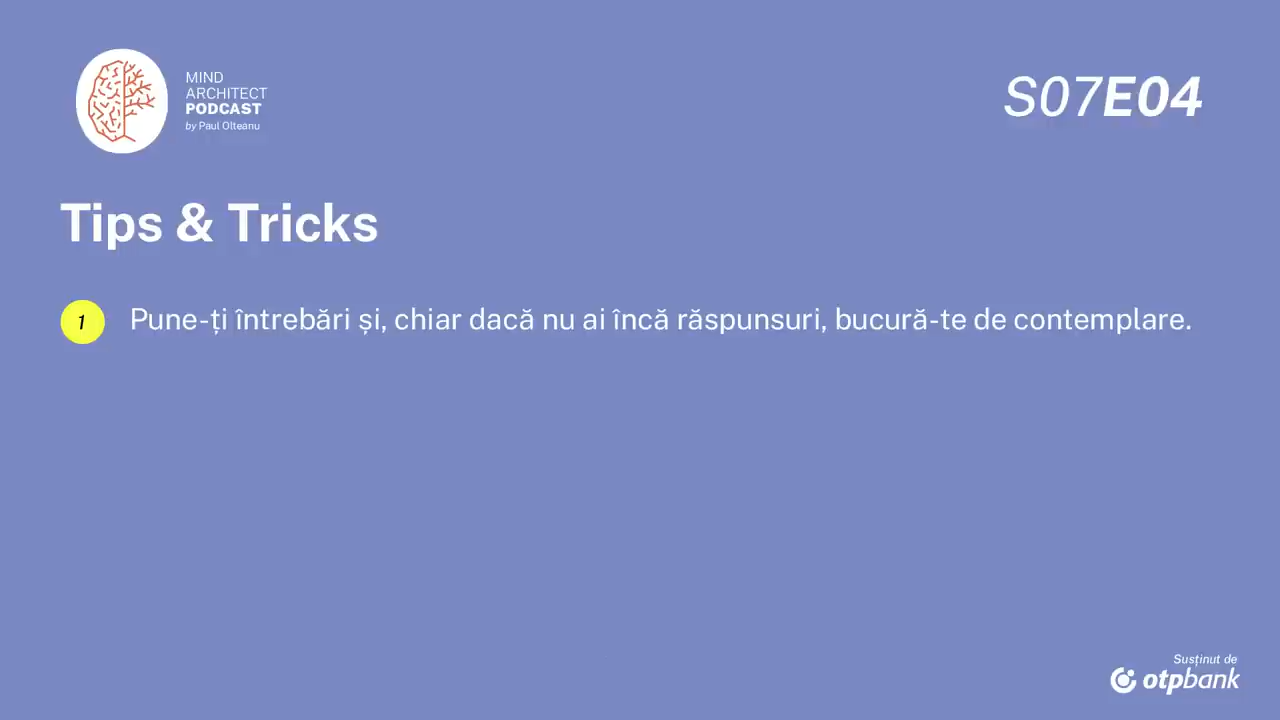 MIND
ARCHITECT
PODCAST
by Paul Olteanu
S07E04
Tips & Tricks
1 Pune-ți întrebări și, chiar dacă nu ai încă răspunsuri, bucură-te de contemplare.
Susținut de
otpbank